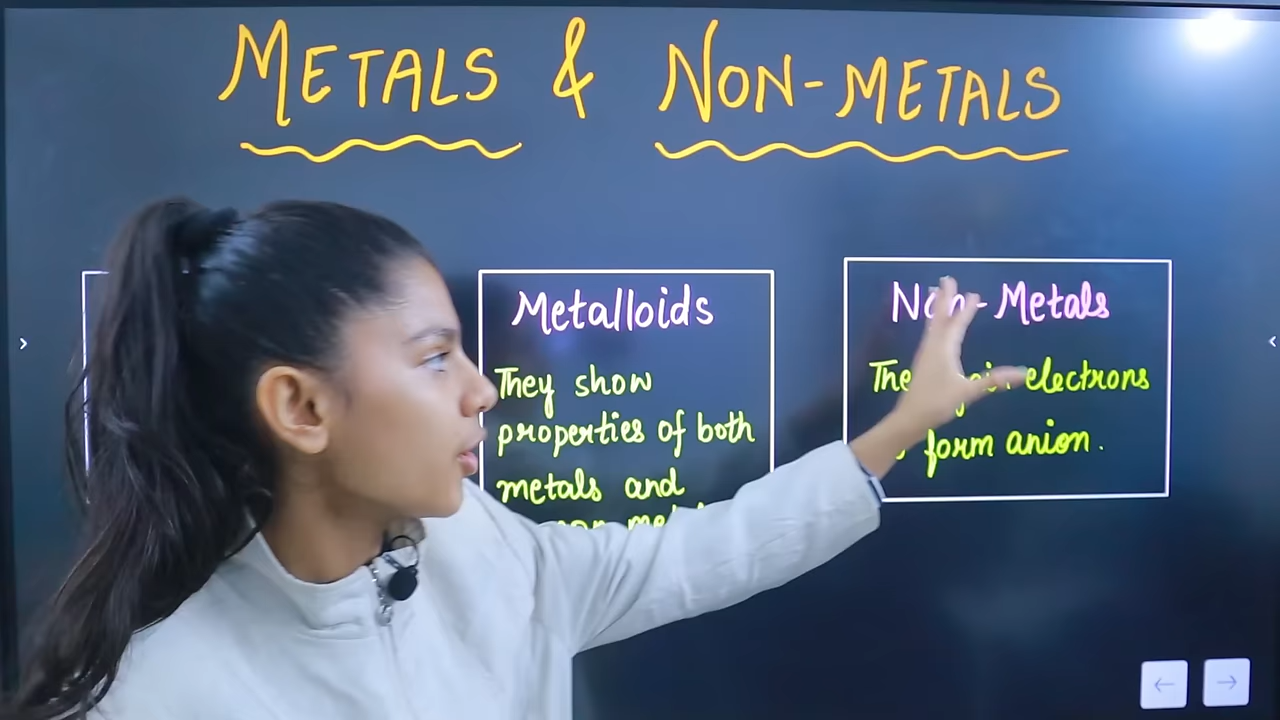 METALS & NON-METALS
Metalloids
They show
properties of both
metals and
Non-Metals
electrons
form anion.